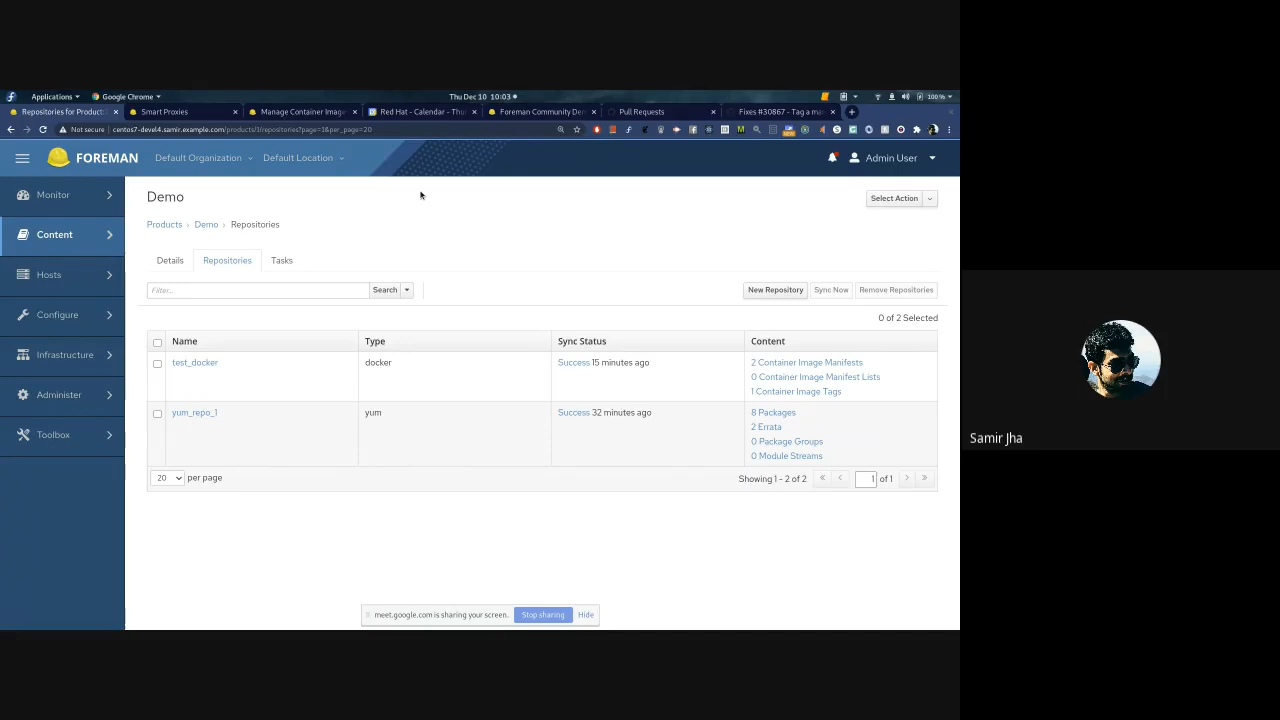 Applications Google Chrome Thu Dec 10 10:03 100%
Repositories for Product: Smart Proxies Manage Container Image Red Hat - Calendar - Thu Foreman Community Dem Pull Requests Fixes #30867 - Tag a ma
Not secure centos7-devel4.samir.example.com/products/1/repositories?page=1&per_page=20
FOREMAN Default Organization Default Location Admin User
Monitor
Content
Hosts
Configure
Infrastructure
Administer
Toolbox
Demo
Select Action
Products › Demo › Repositories
Details Repositories Tasks
Filter... Search New Repository Sync Now Remove Repositories
0 of 2 Selected
Name Type Sync Status Content
test_docker docker Success 15 minutes ago 2 Container Image Manifests
0 Container Image Manifest Lists
1 Container Image Tags
yum_repo_1 yum Success 32 minutes ago 8 Packages
2 Errata
0 Package Groups
0 Module Streams
20 per page Showing 1 - 2 of 2 « ‹ 1 of 1 › »
meet.google.com is sharing your screen. Stop sharing Hide
Samir Jha